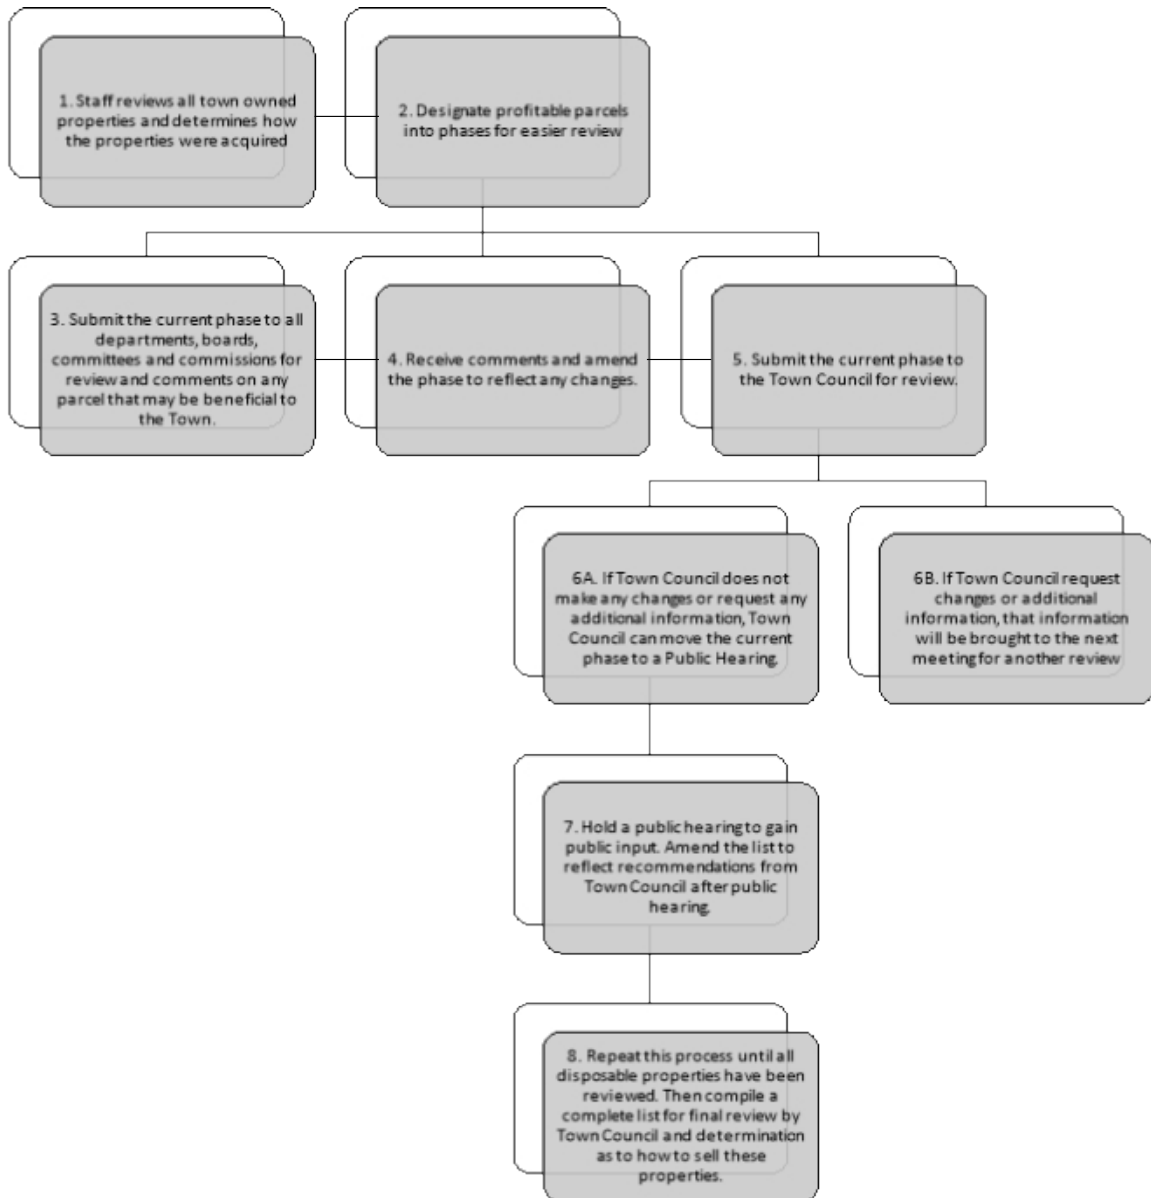 1. Staff reviews all town owned
properties and determines how
the properties were acquired
2. Designate profitable parcels
into phases for easier review
3. Submit the current phase to all
departments, boards,
committees and commissions for
review and comments on any
parcel that may be beneficial to
the Town.
4. Receive comments and amend
the phase to reflect any changes.
5. Submit the current phase to
the Town Council for review.
6A. If Town Council does not
make any changes or request any
additional information, Town
Council can move the current
phase to a Public Hearing.
6B. If Town Council request
changes or additional
information, that information
will be brought to the next
meeting for another review
7. Hold a public hearing to gain
public input. Amend the list to
reflect recommendations from
Town Council after public
hearing.
8. Repeat this process until all
disposable properties have been
reviewed. Then compile a
complete list for final review by
Town Council and determination
as to how to sell these
properties.